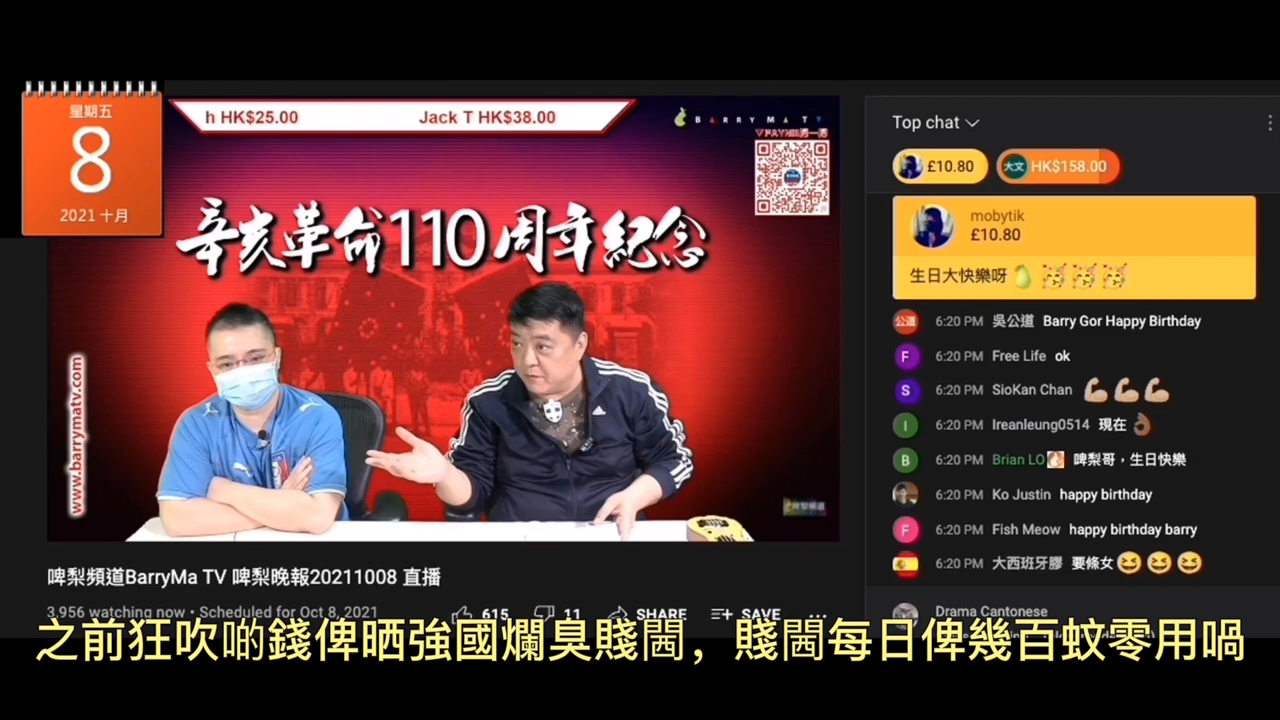 星期五
8
2021 十月
h HK$25.00
Jack T HK$38.00
BARRYMATV
辛亥革命110周年紀念
www.barrymatv.com
啤梨頻道
啤梨頻道BarryMa TV 啤梨晚報20211008 直播
3,956 watching now • Scheduled for Oct 8, 2021
615
11
SHARE
SAVE
Top chat
£10.80
大文 HK$158.00
mobytik
£10.80
生日大快樂呀
公道 6:20 PM 吳公道 Barry Gor Happy Birthday
F 6:20 PM Free Life ok
S 6:20 PM SioKan Chan
I 6:20 PM Ireanleung0514 現在
B 6:20 PM Brian LO 啤梨哥，生日快樂
6:20 PM Ko Justin happy birthday
F 6:20 PM Fish Meow happy birthday barry
6:20 PM 大西班牙膠 要條女
Drama Cantonese
之前狂吹啲錢俾晒強國爛臭賤閪，賤閪每日俾幾百蚊零用喎